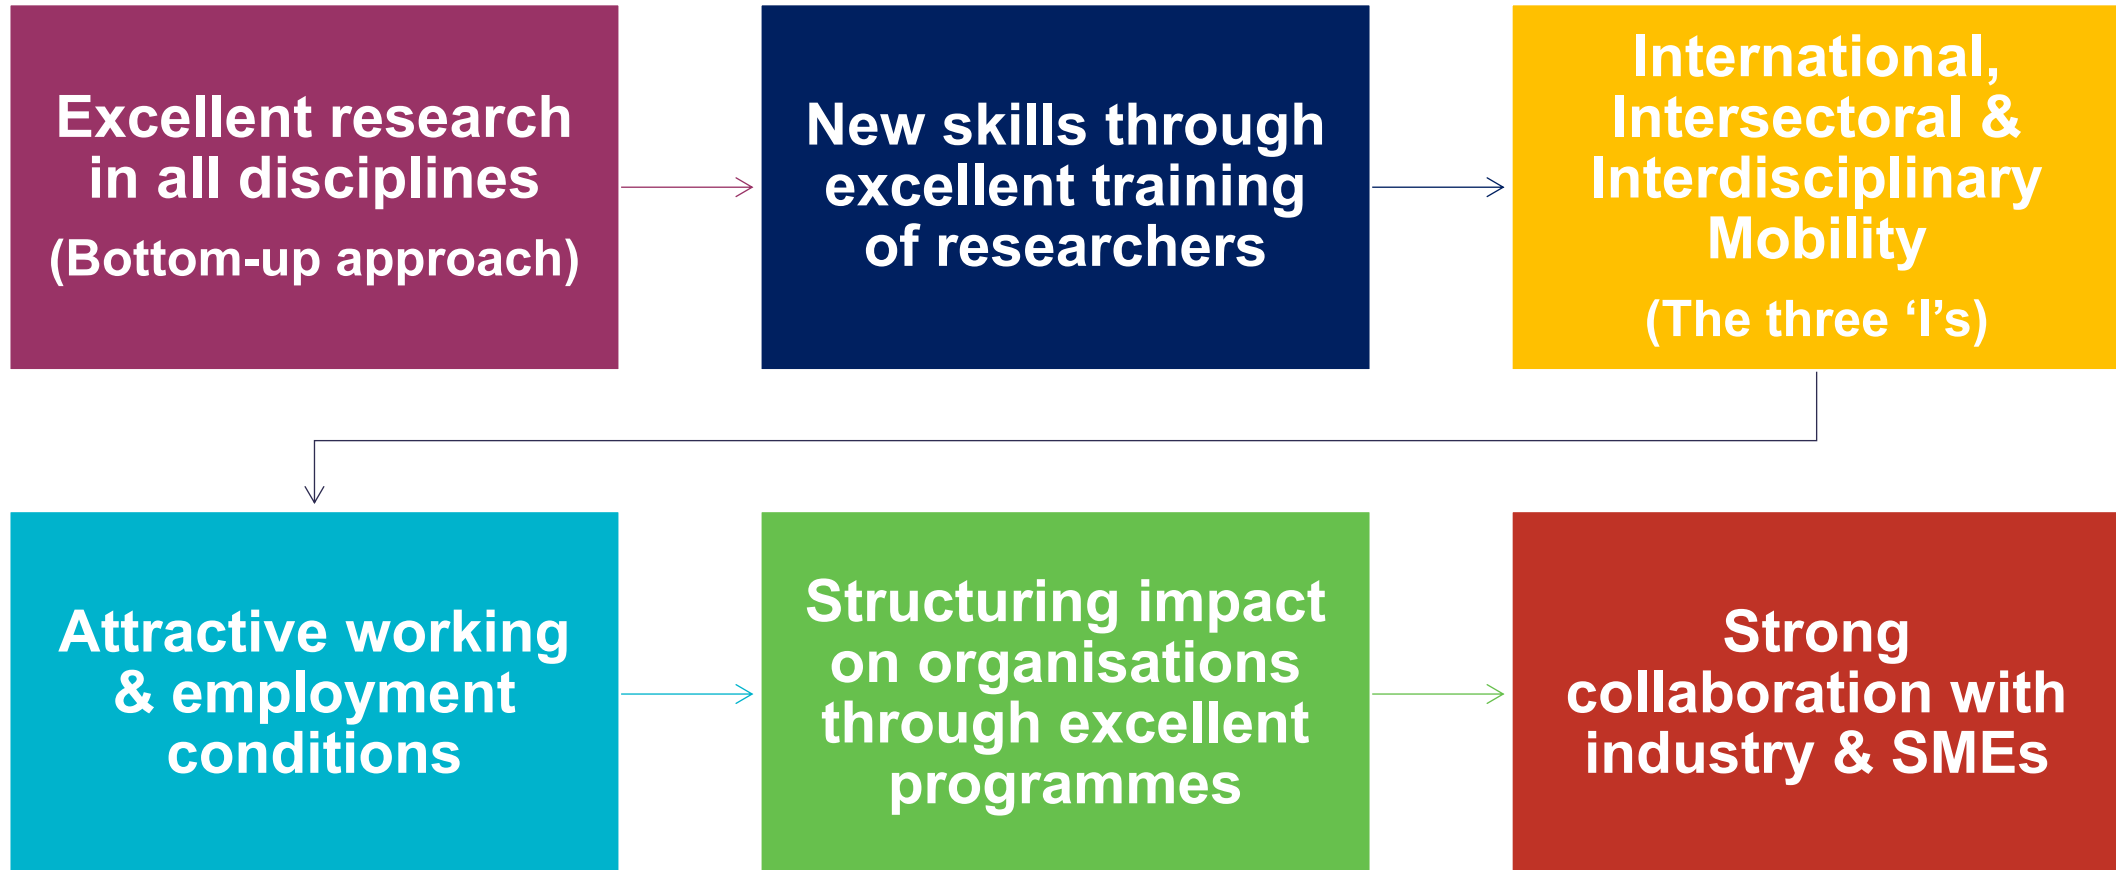 Excellent research
in all disciplines
(Bottom-up approach)
New skills through
excellent training
of researchers
International,
Intersectoral &
Interdisciplinary
Mobility
(The three ‘I’s)
Attractive working
& employment
conditions
Structuring impact
on organisations
through excellent
programmes
Strong
collaboration with
industry & SMEs